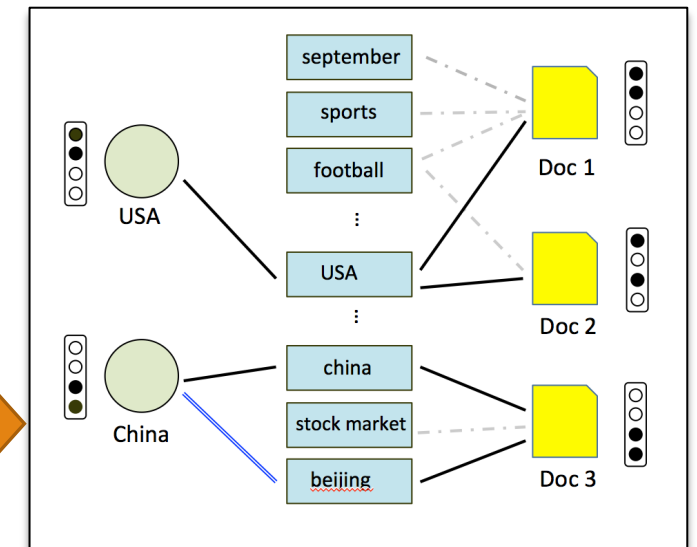 september
sports
football
⋮
USA
⋮
china
stock market
beijing
USA
China
Doc 1
Doc 2
Doc 3